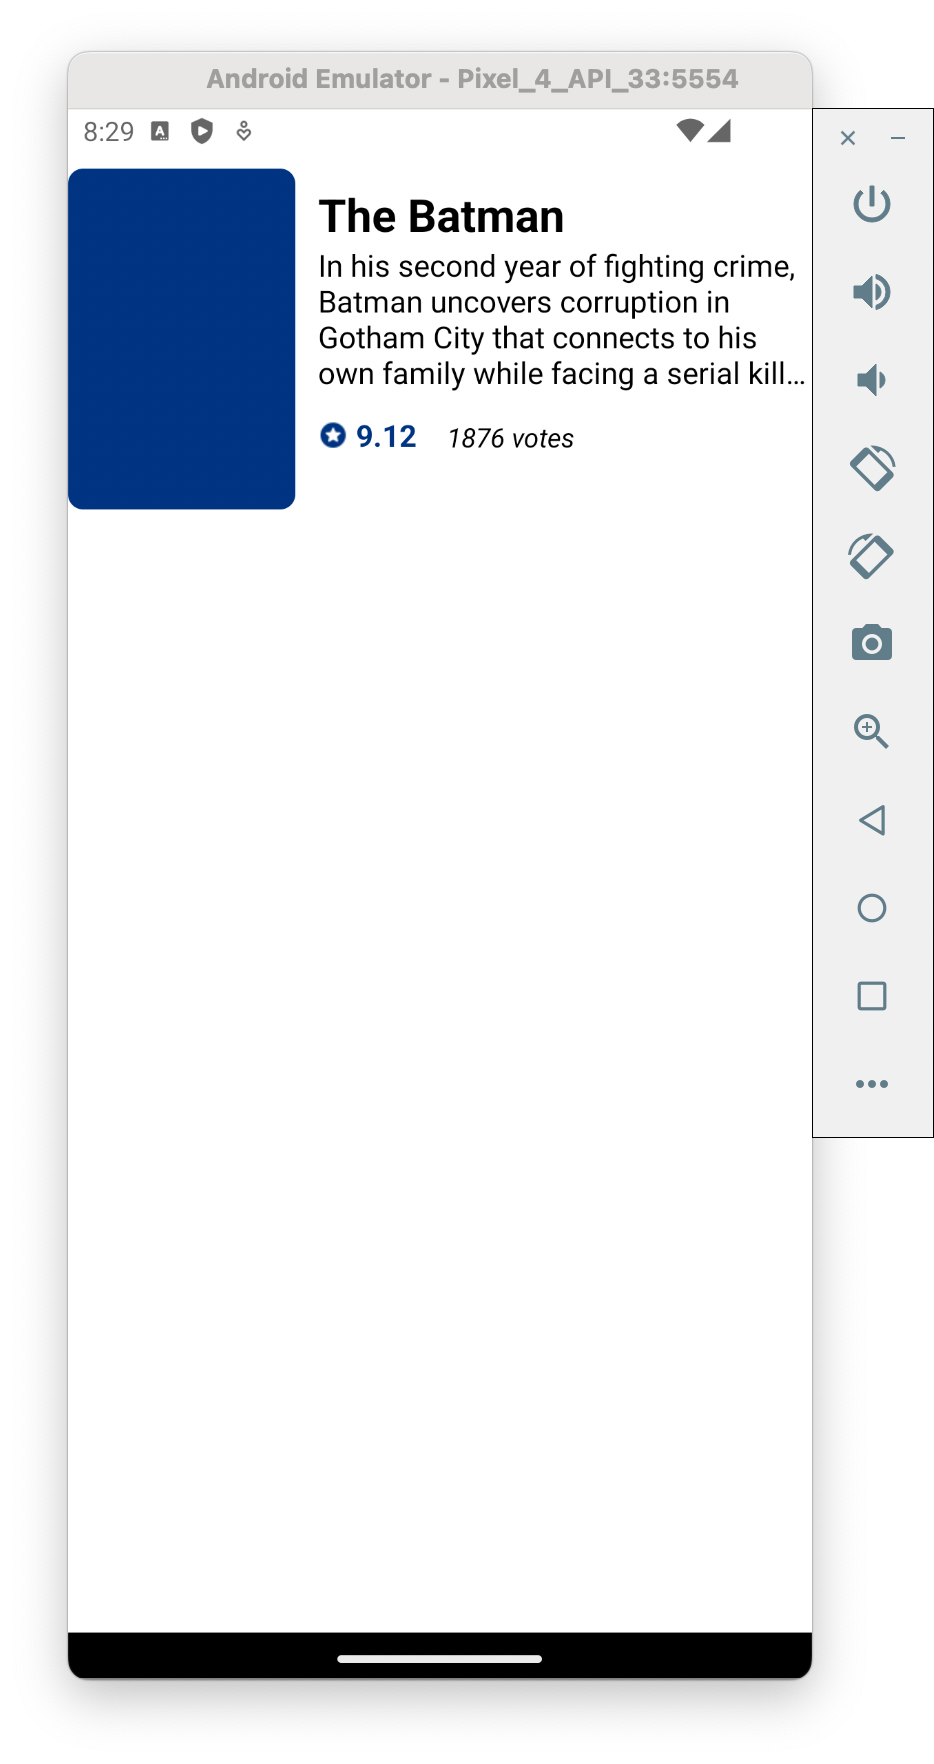 Android Emulator - Pixel_4_API_33:5554
8:29 A
The Batman
In his second year of fighting crime,
Batman uncovers corruption in
Gotham City that connects to his
own family while facing a serial kill...
9.12 1876 votes